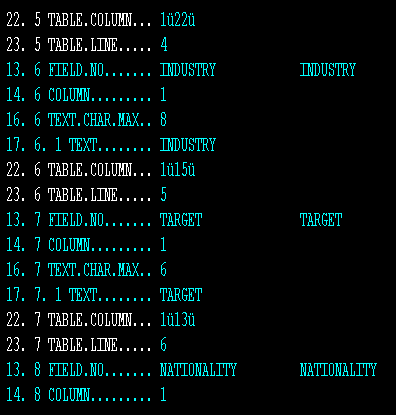 22. 5 TABLE.COLUMN... 1ü22ü
23. 5 TABLE.LINE..... 4
13. 6 FIELD.NO....... INDUSTRY INDUSTRY
14. 6 COLUMN......... 1
16. 6 TEXT.CHAR.MAX.. 8
17. 6. 1 TEXT........ INDUSTRY
22. 6 TABLE.COLUMN... 1ü15ü
23. 6 TABLE.LINE..... 5
13. 7 FIELD.NO....... TARGET TARGET
14. 7 COLUMN......... 1
16. 7 TEXT.CHAR.MAX.. 6
17. 7. 1 TEXT........ TARGET
22. 7 TABLE.COLUMN... 1ü13ü
23. 7 TABLE.LINE..... 6
13. 8 FIELD.NO....... NATIONALITY NATIONALITY
14. 8 COLUMN......... 1